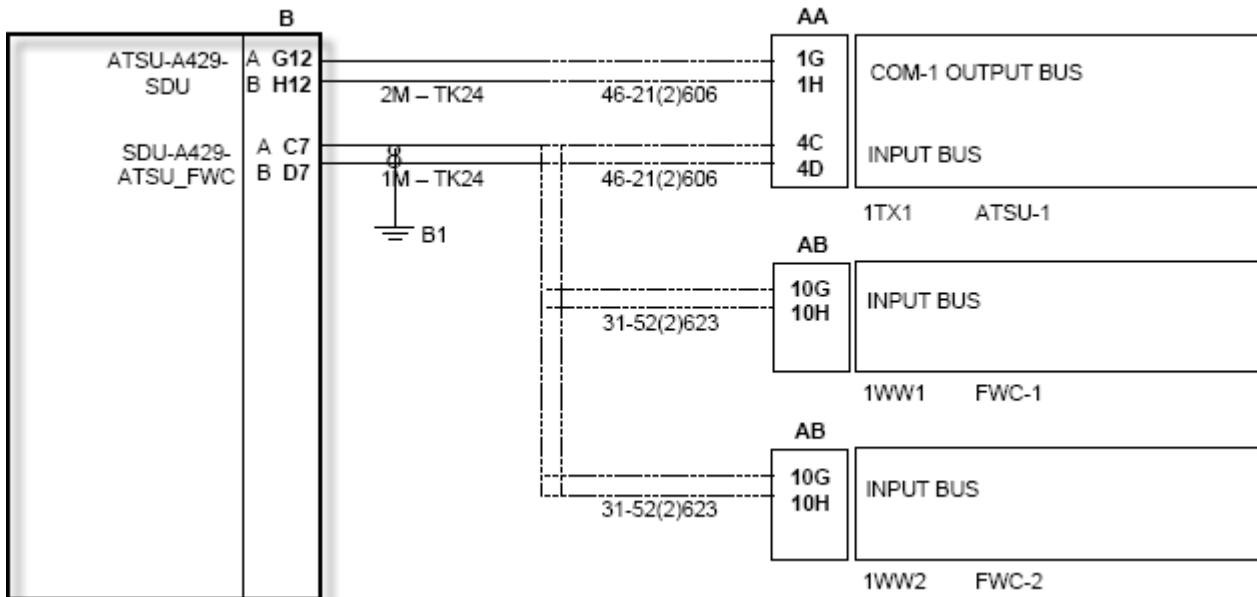 B
ATSU-A429-
SDU
A G12
B H12
2M – TK24
46-21(2)606
SDU-A429-
ATSU_FWC
A C7
B D7
1M – TK24
46-21(2)606
B1
AA
1G
1H
COM-1 OUTPUT BUS
4C
4D
INPUT BUS
1TX1 ATSU-1
AB
10G
10H
INPUT BUS
31-52(2)623
1WW1 FWC-1
AB
10G
10H
INPUT BUS
31-52(2)623
1WW2 FWC-2